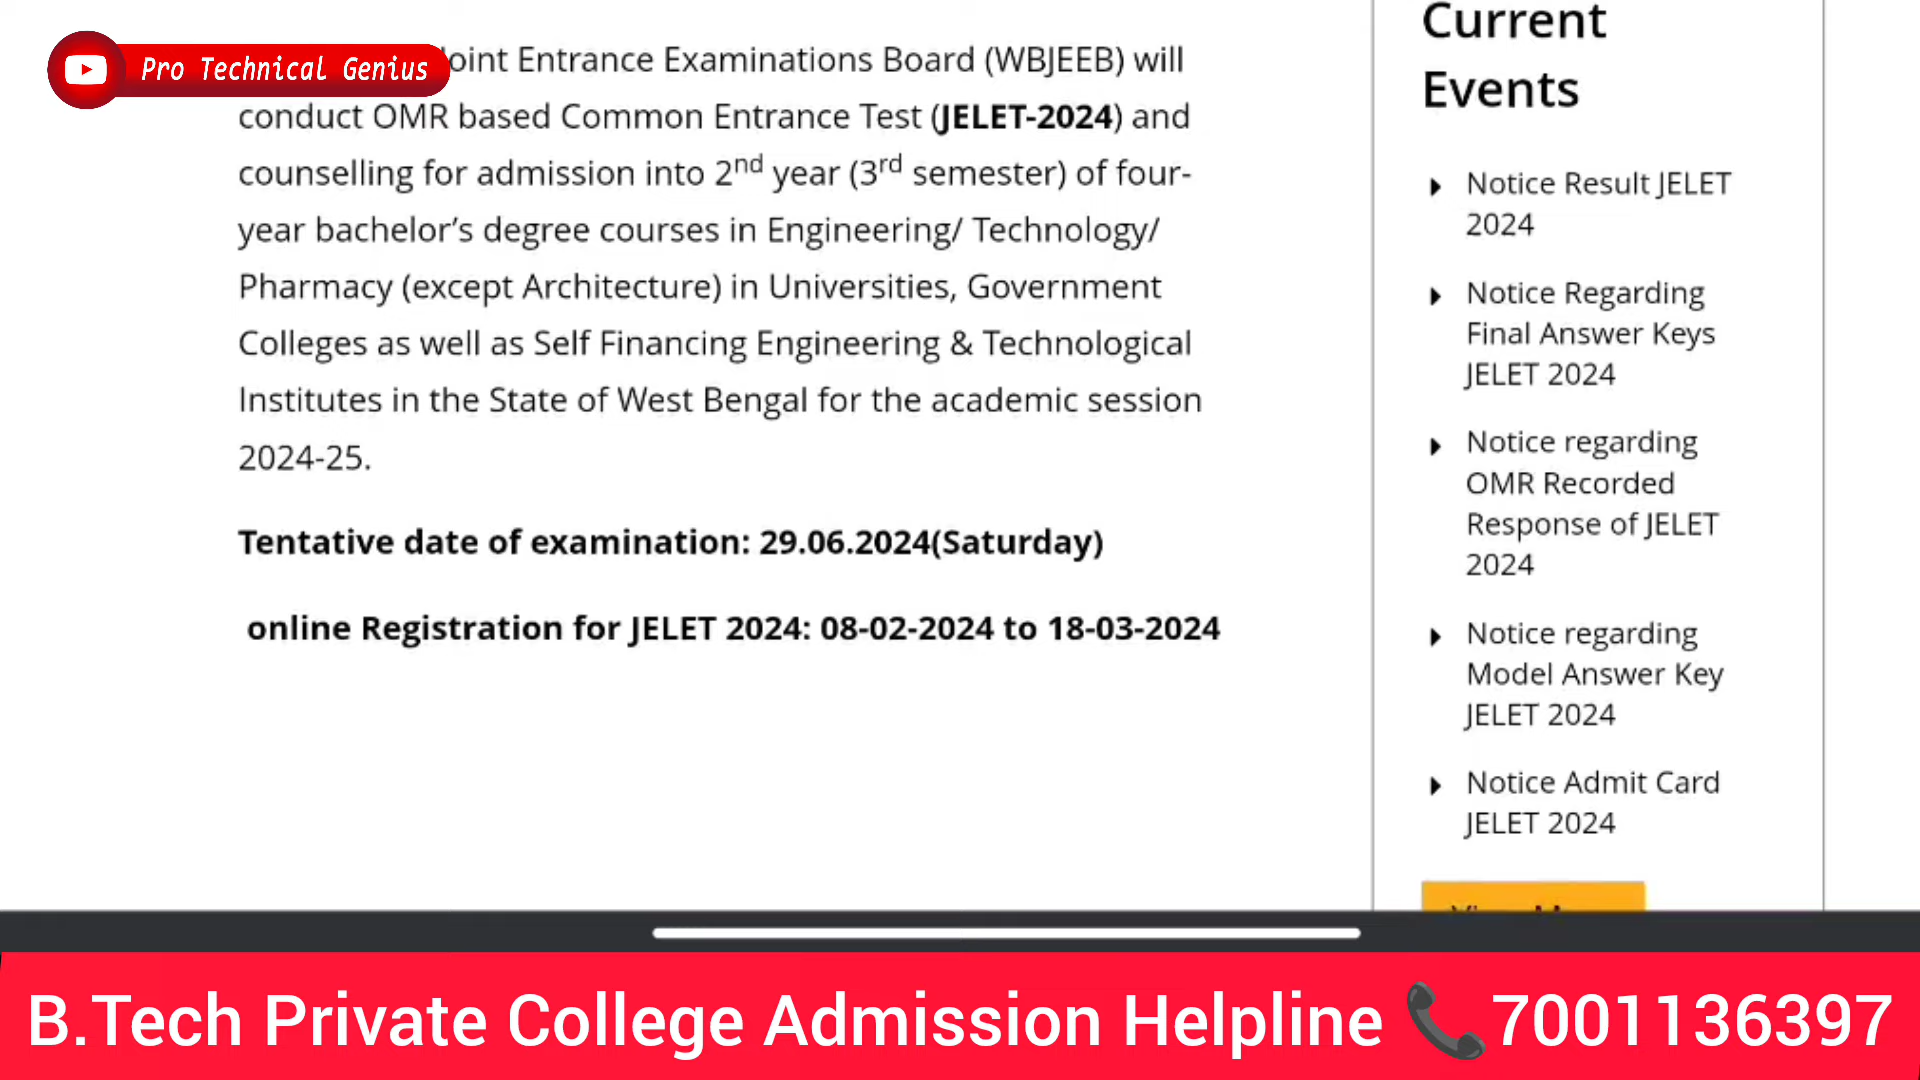 Pro Technical Genius
oint Entrance Examinations Board (WBJEEB) will
conduct OMR based Common Entrance Test (JELET-2024) and
counselling for admission into 2nd year (3rd semester) of four-
year bachelor’s degree courses in Engineering/ Technology/
Pharmacy (except Architecture) in Universities, Government
Colleges as well as Self Financing Engineering & Technological
Institutes in the State of West Bengal for the academic session
2024-25.
Tentative date of examination: 29.06.2024(Saturday)
online Registration for JELET 2024: 08-02-2024 to 18-03-2024
Current
Events
Notice Result JELET
2024
Notice Regarding
Final Answer Keys
JELET 2024
Notice regarding
OMR Recorded
Response of JELET
2024
Notice regarding
Model Answer Key
JELET 2024
Notice Admit Card
JELET 2024
B.Tech Private College Admission Helpline 📞7001136397